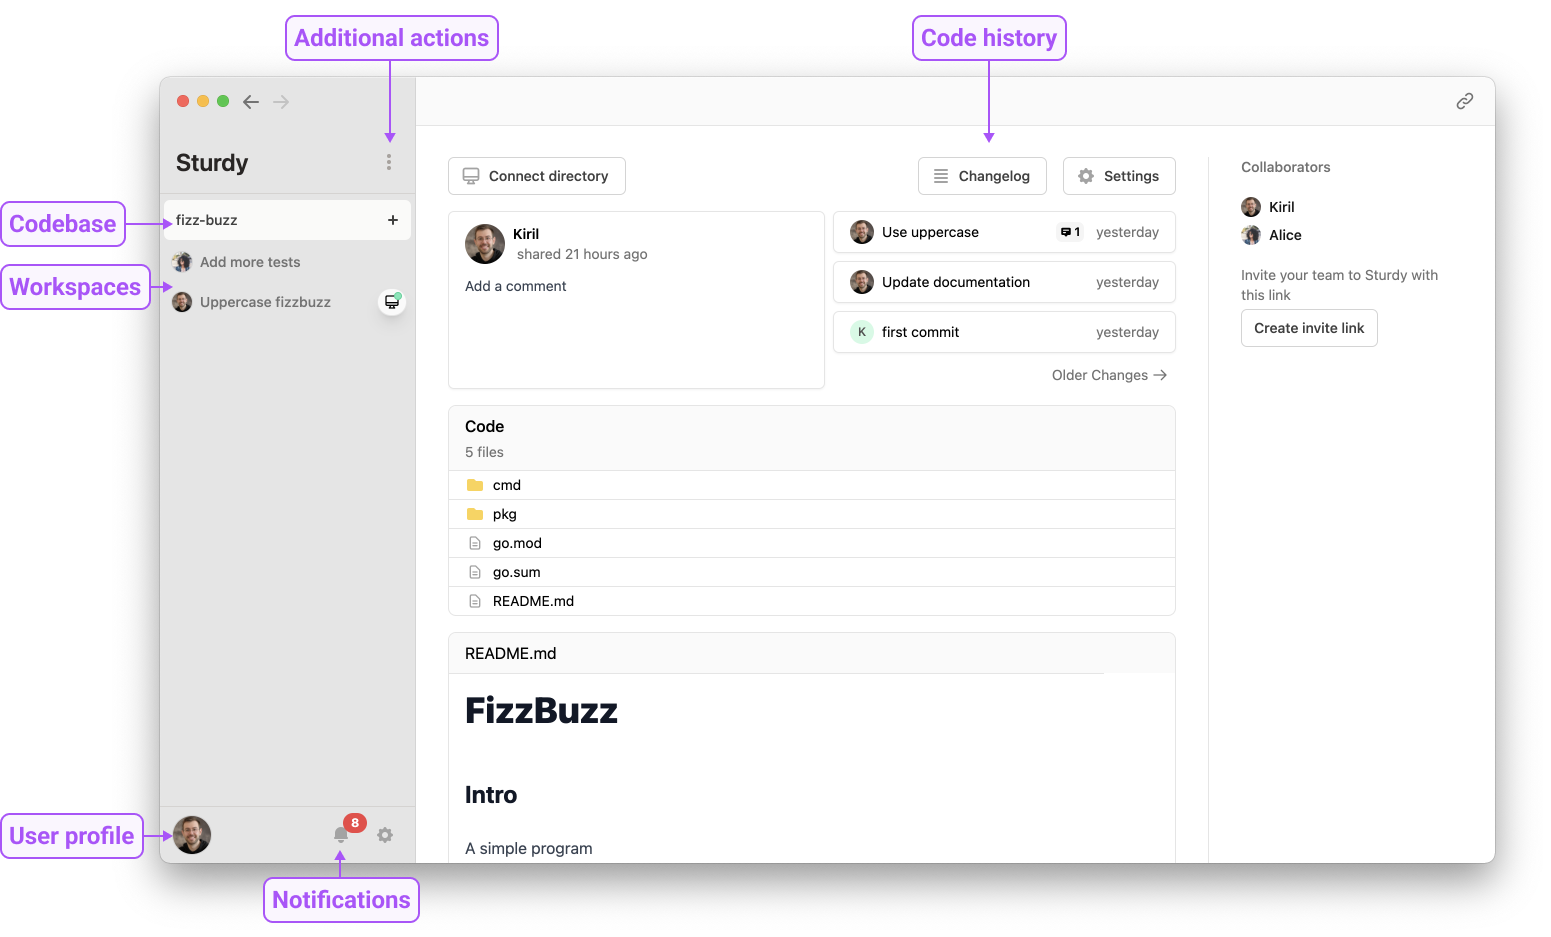 Additional actions
Code history
Sturdy
Codebase
fizz-buzz
+
Workspaces
Add more tests
Uppercase fizzbuzz
Connect directory
Changelog
Settings
Kiril
shared 21 hours ago
Add a comment
Use uppercase 1 yesterday
Update documentation yesterday
K first commit yesterday
Older Changes →
Code
5 files
cmd
pkg
go.mod
go.sum
README.md
README.md
FizzBuzz
Intro
A simple program
Collaborators
Kiril
Alice
Invite your team to Sturdy with
this link
Create invite link
User profile
8
Notifications